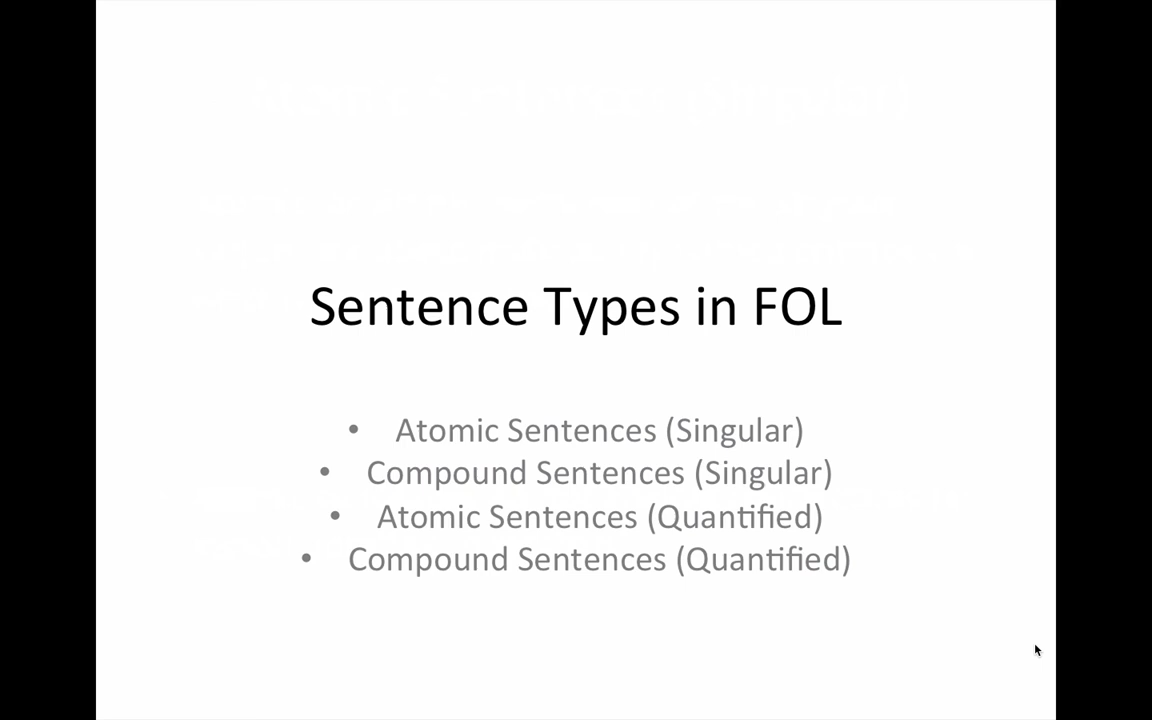 Sentence Types in FOL
• Atomic Sentences (Singular)
• Compound Sentences (Singular)
• Atomic Sentences (Quantified)
• Compound Sentences (Quantified)